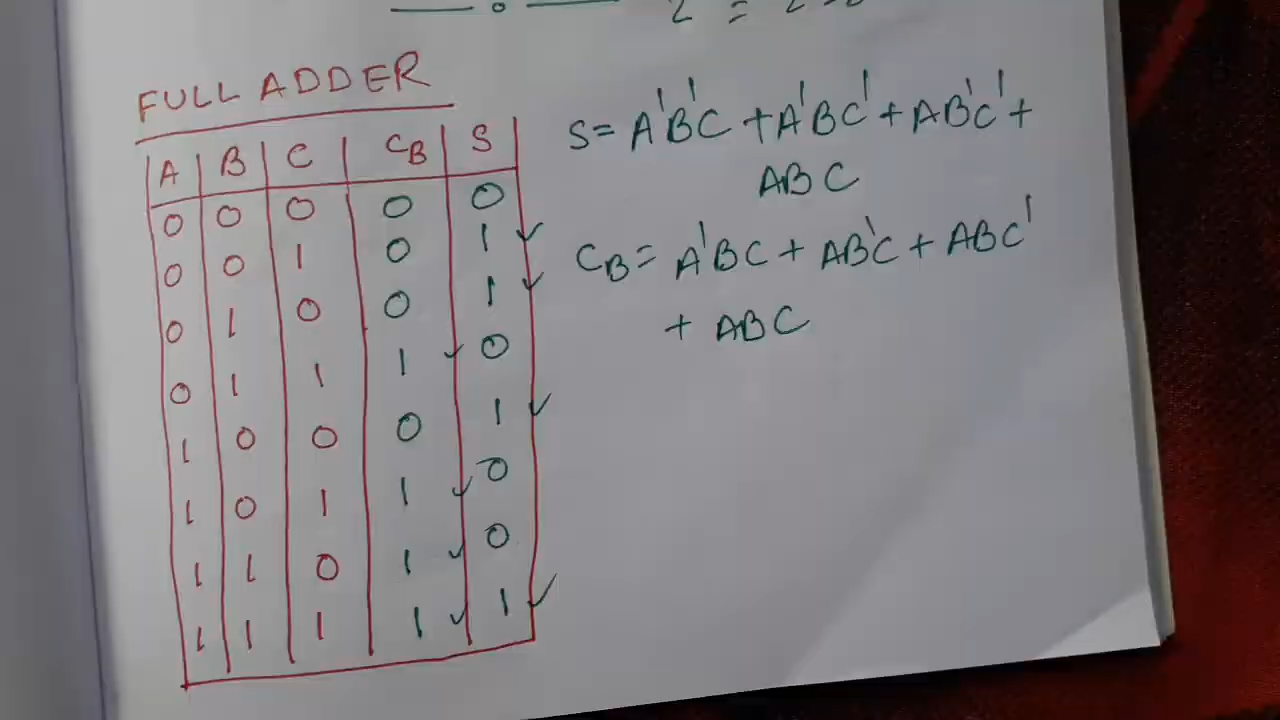 FULL ADDER
A B C CB S
0 0 0 0 0
0 0 1 0 1 ✓
0 1 0 0 1 ✓
0 1 1 1 ✓ 0
1 0 0 0 1 ✓
1 0 1 1 ✓ 0
1 1 0 1 ✓ 0
1 1 1 1 ✓ 1 ✓
S = A'B'C + A'BC' + AB'C' +
ABC
CB = A'BC + AB'C + ABC'
+ ABC